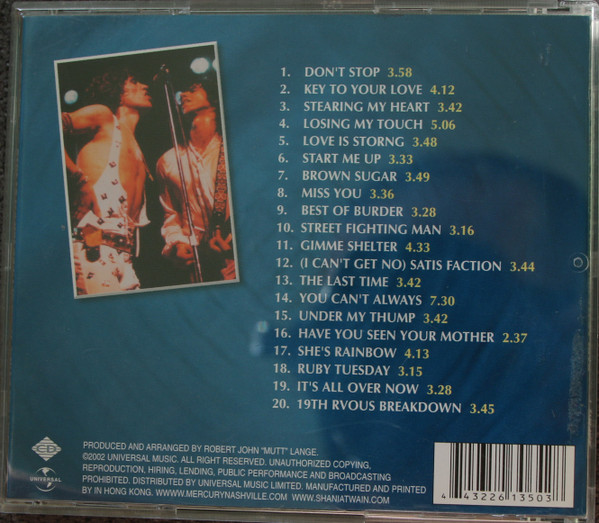 1. DON'T STOP 3.58
2. KEY TO YOUR LOVE 4.12
3. STEARING MY HEART 3.42
4. LOSING MY TOUCH 5.06
5. LOVE IS STORNG 3.48
6. START ME UP 3.33
7. BROWN SUGAR 3.49
8. MISS YOU 3.36
9. BEST OF BURDER 3.28
10. STREET FIGHTING MAN 3.16
11. GIMME SHELTER 4.33
12. (I CAN'T GET NO) SATIS FACTION 3.44
13. THE LAST TIME 3.42
14. YOU CAN'T ALWAYS 7.30
15. UNDER MY THUMP 3.42
16. HAVE YOU SEEN YOUR MOTHER 2.37
17. SHE'S RAINBOW 4.13
18. RUBY TUESDAY 3.15
19. IT'S ALL OVER NOW 3.28
20. 19TH RVOUS BREAKDOWN 3.45
PRODUCED AND ARRANGED BY ROBERT JOHN "MUTT" LANGE.
©2002 UNIVERSAL MUSIC. ALL RIGHT RESERVED. UNAUTHORIZED COPYING,
REPRODUCTION, HIRING, LENDING, PUBLIC PERFORMANCE AND BROADCASTING
PROHIBITED. DISTRIBUTED BY UNIVERSAL MUSIC LIMITED. MANUFACTURED AND PRINTED
BY IN HONG KONG. WWW.MERCURYNASHVILLE.COM. WWW.SHANIATWAIN.COM
CD
UNIVERSAL
4 43226 13503